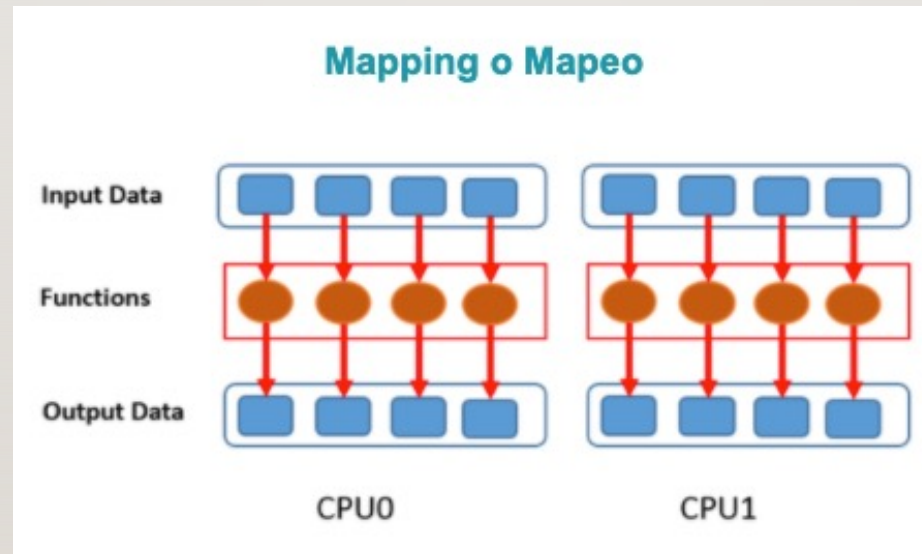 Mapping o Mapeo
Input Data
Functions
Output Data
CPU0 CPU1